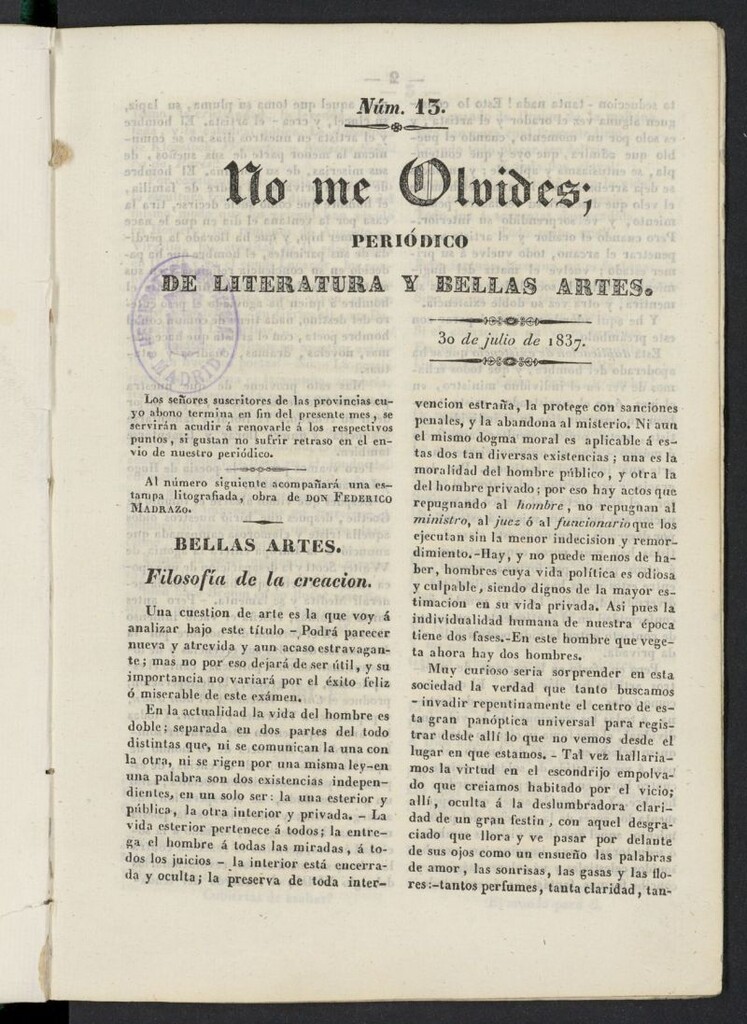 Núm. 13.
No me Olvides;
PERIÓDICO
DE LITERATURA Y BELLAS ARTES.
30 de julio de 1837.
MADRID
Los señores suscritores de las provincias cu-
yo abono termina en fin del presente mes, se
servirán acudir á renovarle á los respectivos
puntos, si gustan no sufrir retraso en el en-
vio de nuestro periódico.
Al número siguiente acompañará una es-
tampa litografiada, obra de DON FEDERICO
MADRAZO.
BELLAS ARTES.
Filosofía de la creacion.
Una cuestion de arte es la que voy á
analizar bajo este título - Podrá parecer
nueva y atrevida y aun acaso estravagan-
te; mas no por eso dejará de ser útil, y su
importancia no variará por el éxito feliz
ó miserable de este exámen.
En la actualidad la vida del hombre es
doble; separada en dos partes del todo
distintas que, ni se comunican la una con
la otra, ni se rigen por una misma ley-en
una palabra son dos existencias indepen-
dientes, en un solo ser: la una esterior y
pública, la otra interior y privada. - La
vida esterior pertenece á todos; la entre-
ga el hombre á todas las miradas, á to-
dos los juicios - la interior está encerra-
da y oculta; la preserva de toda inter-
vencion estraña, la protege con sanciones
penales, y la abandona al misterio. Ni aun
el mismo dogma moral es aplicable á es-
tas dos tan diversas existencias; una es la
moralidad del hombre público, y otra la
del hombre privado; por eso hay actos que
repugnando al hombre, no repugnan al
ministro, al juez ó al funcionario que los
ejecutan sin la menor indecision y remor-
dimiento.-Hay, y no puede menos de ha-
ber, hombres cuya vida política es odiosa
y culpable, siendo dignos de la mayor es-
timacion en su vida privada. Asi pues la
individualidad humana de nuestra época
tiene dos fases.-En este hombre que vege-
ta ahora hay dos hombres.
Muy curioso seria sorprender en esta
sociedad la verdad que tanto buscamos
- invadir repentinamente el centro de es-
ta gran panóptica universal para regis-
trar desde allí lo que no vemos desde el
lugar en que estamos. - Tal vez hallaria-
mos la virtud en el escondrijo empolva-
do que creiamos habitado por el vicio;
allí, oculta á la deslumbradora clari-
dad de un gran festin, con aquel desgra-
ciado que llora y ve pasar por delante
de sus ojos como un ensueño las palabras
de amor, las sonrisas, las gasas y las flo-
res:-tantos perfumes, tanta claridad, tan-